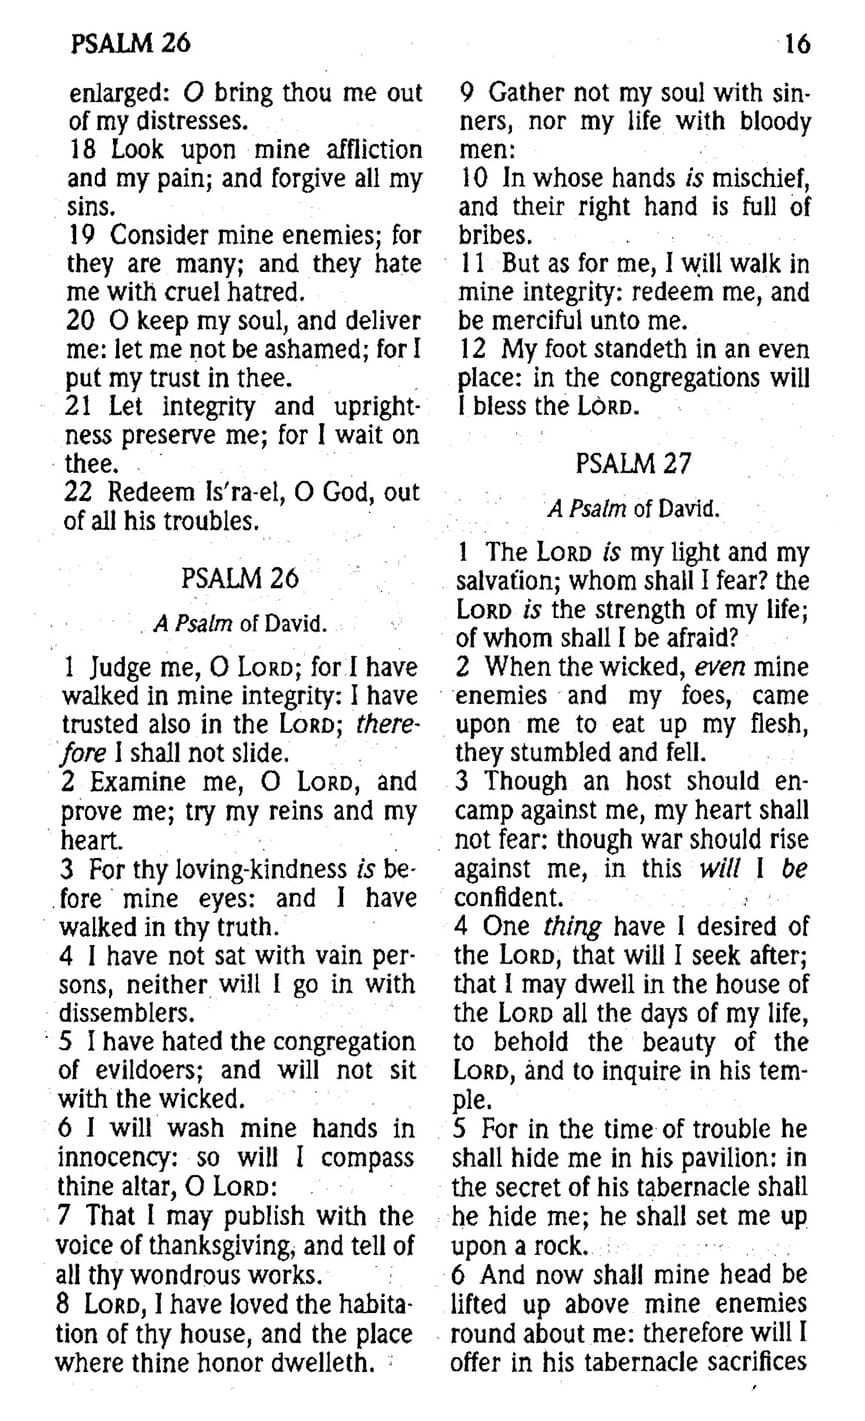 PSALM 26
16
enlarged: O bring thou me out
of my distresses.
18 Look upon mine affliction
and my pain; and forgive all my
sins.
19 Consider mine enemies; for
they are many; and they hate
me with cruel hatred.
20 O keep my soul, and deliver
me: let me not be ashamed; for I
put my trust in thee.
21 Let integrity and upright-
ness preserve me; for I wait on
thee.
22 Redeem Is′ra-el, O God, out
of all his troubles.
PSALM 26
A Psalm of David.
1 Judge me, O LORD; for I have
walked in mine integrity: I have
trusted also in the LORD; there-
fore I shall not slide.
2 Examine me, O LORD, and
prove me; try my reins and my
heart.
3 For thy loving-kindness is be-
fore mine eyes: and I have
walked in thy truth.
4 I have not sat with vain per-
sons, neither will I go in with
dissemblers.
5 I have hated the congregation
of evildoers; and will not sit
with the wicked.
6 I will wash mine hands in
innocency: so will I compass
thine altar, O LORD:
7 That I may publish with the
voice of thanksgiving, and tell of
all thy wondrous works.
8 LORD, I have loved the habita-
tion of thy house, and the place
where thine honor dwelleth.
9 Gather not my soul with sin-
ners, nor my life with bloody
men:
10 In whose hands is mischief,
and their right hand is full of
bribes.
11 But as for me, I will walk in
mine integrity: redeem me, and
be merciful unto me.
12 My foot standeth in an even
place: in the congregations will
I bless the LORD.
PSALM 27
A Psalm of David.
1 The LORD is my light and my
salvation; whom shall I fear? the
LORD is the strength of my life;
of whom shall I be afraid?
2 When the wicked, even mine
enemies and my foes, came
upon me to eat up my flesh,
they stumbled and fell.
3 Though an host should en-
camp against me, my heart shall
not fear: though war should rise
against me, in this will I be
confident.
4 One thing have I desired of
the LORD, that will I seek after;
that I may dwell in the house of
the LORD all the days of my life,
to behold the beauty of the
LORD, and to inquire in his tem-
ple.
5 For in the time of trouble he
shall hide me in his pavilion: in
the secret of his tabernacle shall
he hide me; he shall set me up
upon a rock.
6 And now shall mine head be
lifted up above mine enemies
round about me: therefore will I
offer in his tabernacle sacrifices